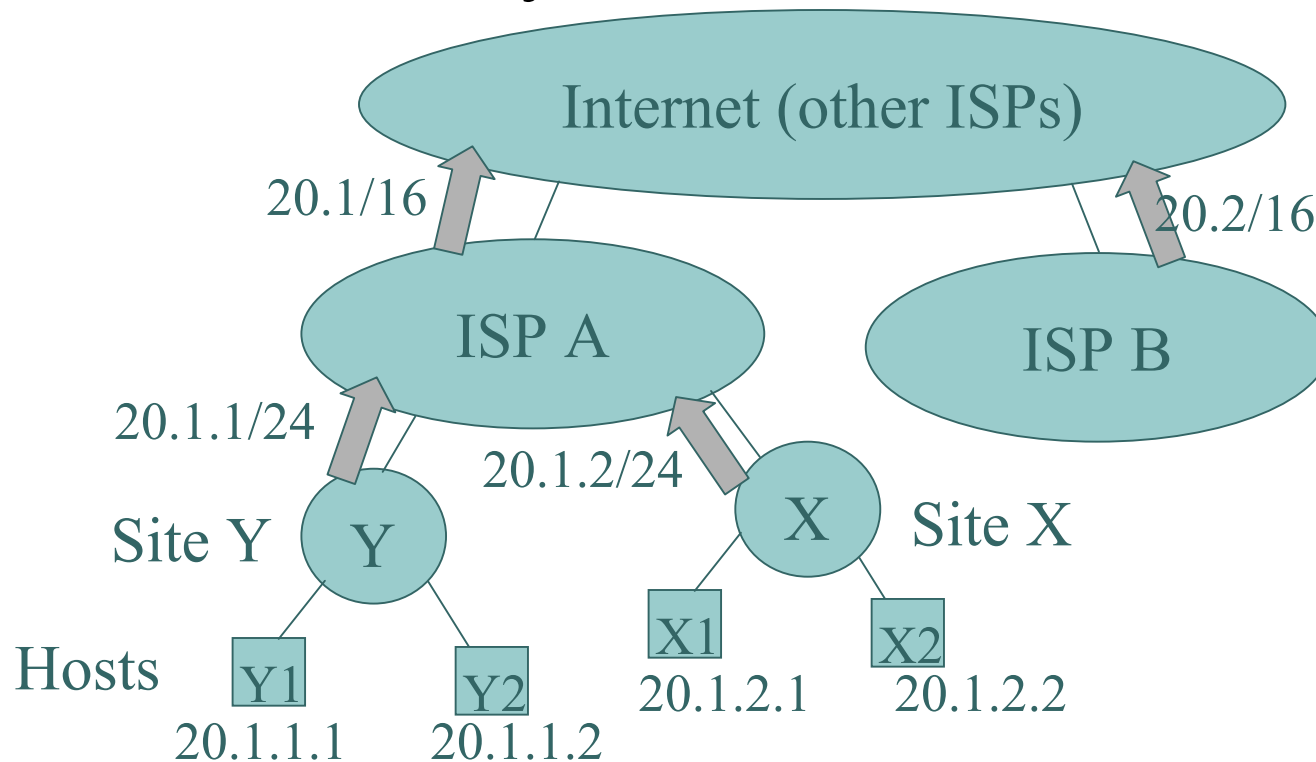 Internet (other ISPs)
20.1/16
20.2/16
ISP A
ISP B
20.1.1/24
20.1.2/24
Site Y
Y
X
Site X
Hosts
Y1
Y2
X1
X2
20.1.1.1
20.1.1.2
20.1.2.1
20.1.2.2